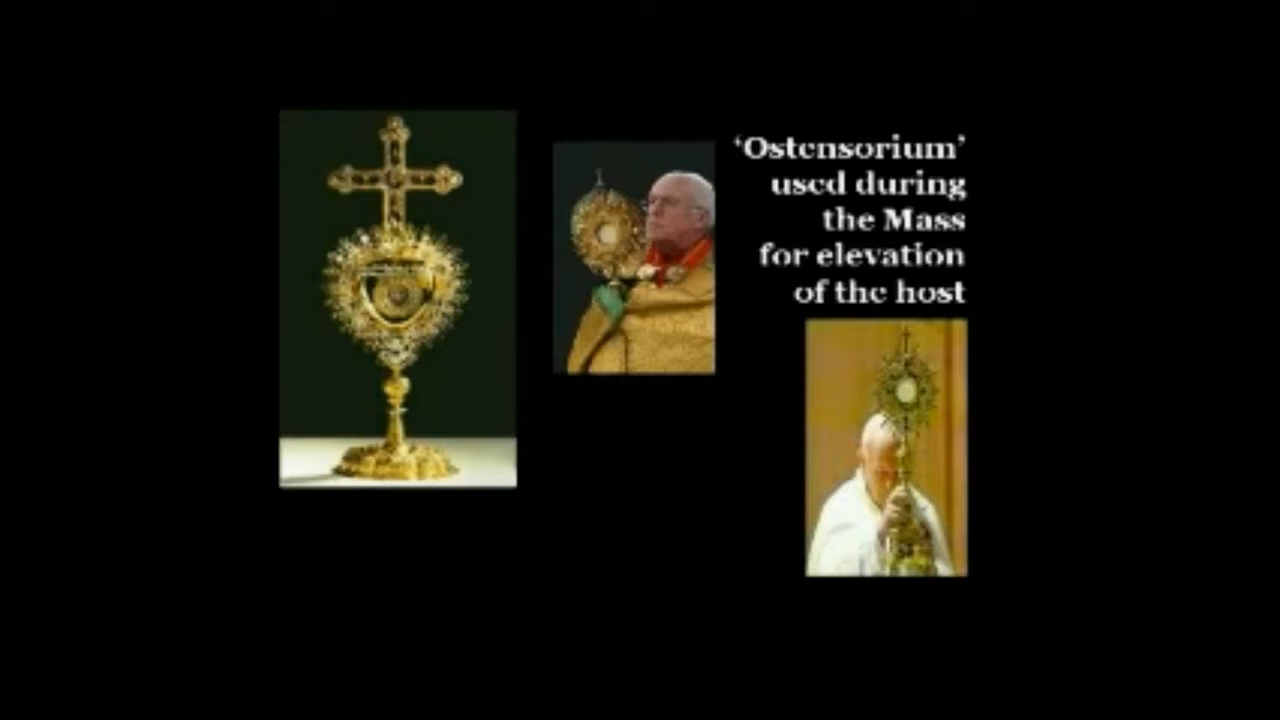 ‘Ostensorium’
used during
the Mass
for elevation
of the host